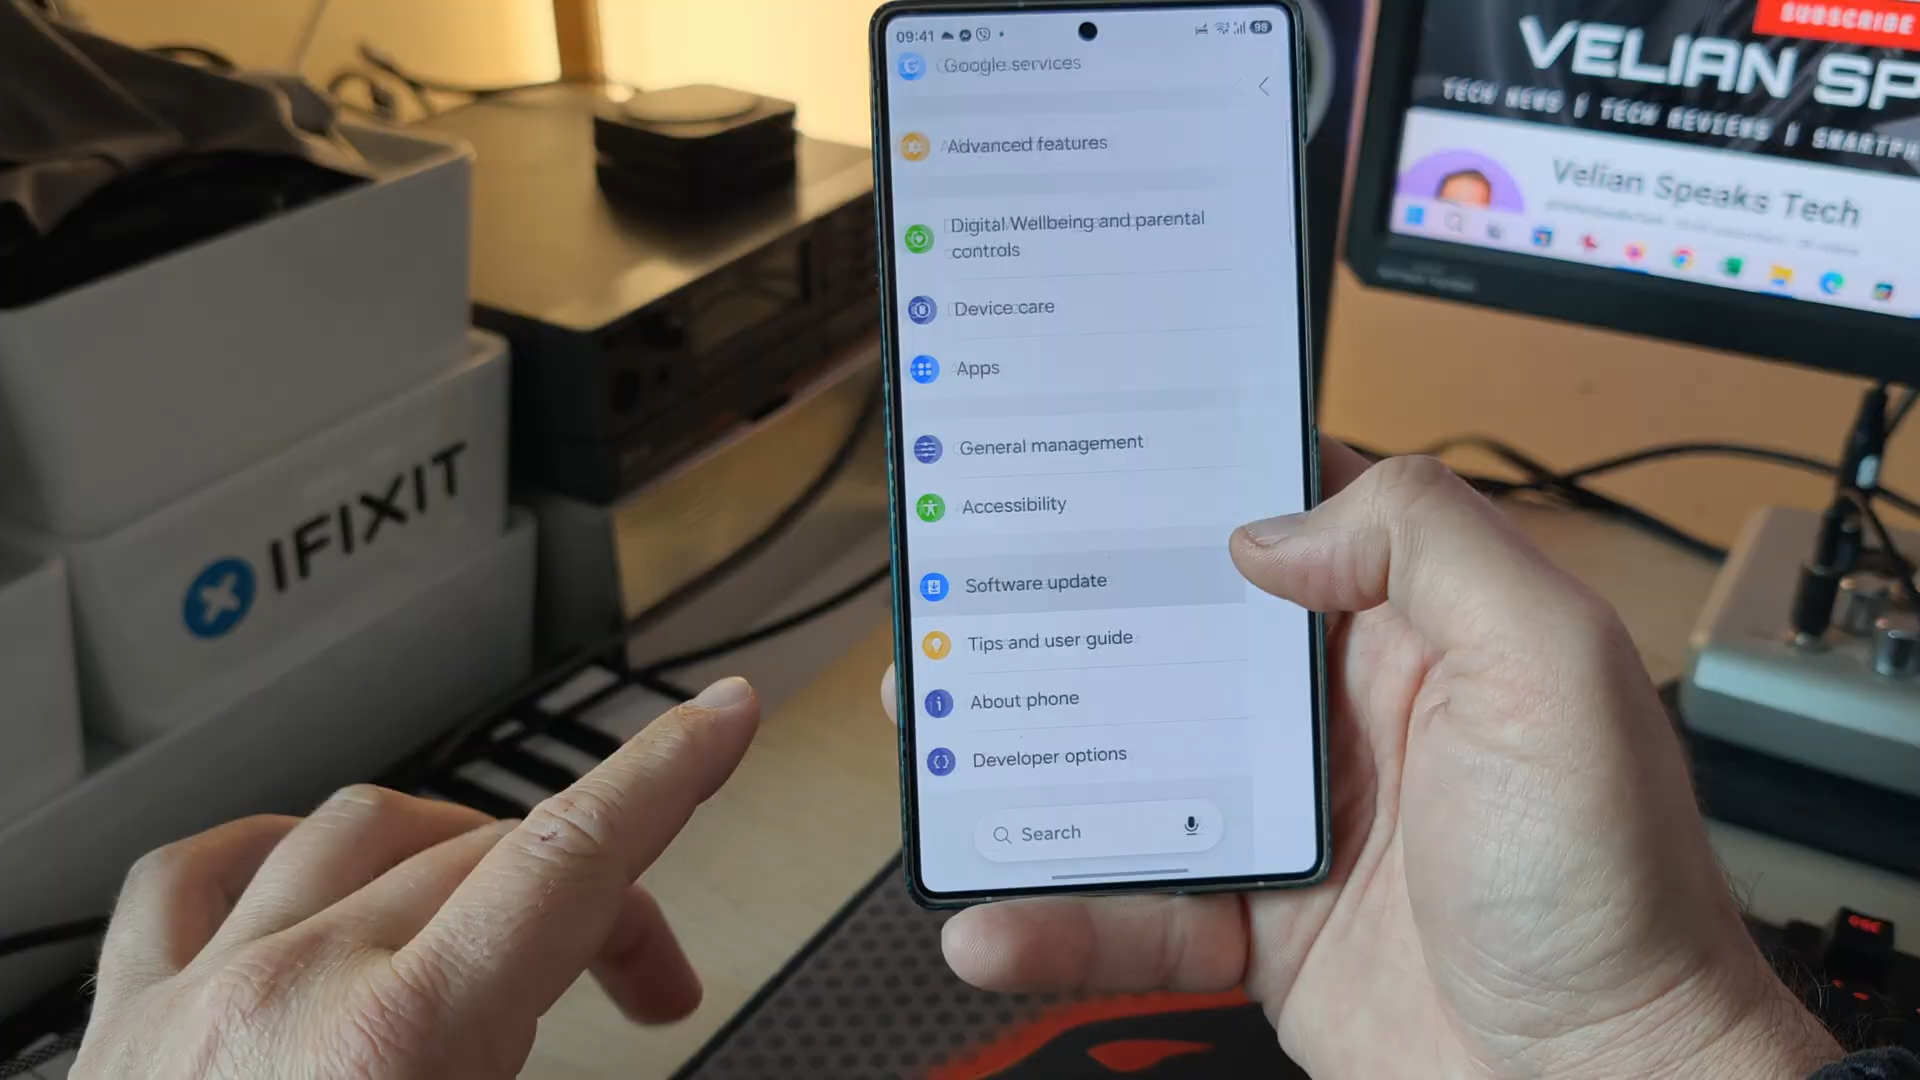 09:41
98
Google services
Advanced features
Digital Wellbeing and parental
controls
Device care
Apps
General management
Accessibility
Software update
Tips and user guide
About phone
Developer options
Search
IFIXIT
SUBSCRIBE
VELIAN SP
TECH NEWS | TECH REVIEWS | SMARTPH
Velian Speaks Tech